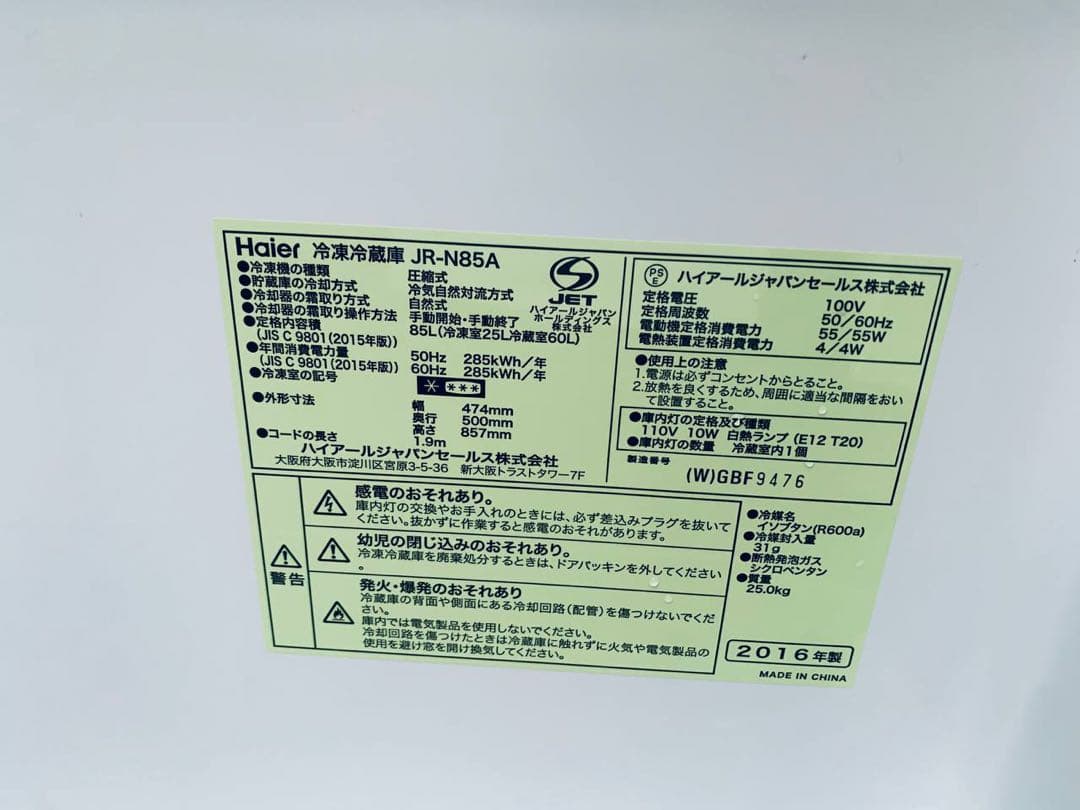 Haier 冷凍冷蔵庫 JR-N85A
●冷凍機の種類 圧縮式
●貯蔵庫の冷却方式 冷気自然対流方式
●冷却器の霜取り方式 自然式
●冷却器の霜取り操作方法 手動開始・手動終了
●定格内容積 85L(冷凍室25L冷蔵室60L)
(JIS C 9801(2015年版))
●年間消費電力量 50Hz 285kWh/年
(JIS C 9801(2015年版)) 60Hz 285kWh/年
●冷凍室の記号 * ***
●外形寸法 幅 474mm
奥行 500mm
高さ 857mm
●コードの長さ 1.9m
ハイアールジャパンセールス株式会社
大阪府大阪市淀川区宮原3-5-36 新大阪トラストタワー7F
S
JET
ハイアールジャパン
ホールディングス
株式会社
PS
E
ハイアールジャパンセールス株式会社
定格電圧 100V
定格周波数 50/60Hz
電動機定格消費電力 55/55W
電熱装置定格消費電力 4/4W
●使用上の注意
1.電源は必ずコンセントからとること。
2.放熱を良くするため、周囲に適当な間隔をおい
て設置すること。
●庫内灯の定格及び種類
110V 10W 白熱ランプ(E12 T20)
●庫内灯の数量 冷蔵室内1個
製造番号
(W)GBF9476
警告
感電のおそれあり。
庫内灯の交換やお手入れのときには、必ず差込みプラグを抜いて
ください。抜かずに作業すると感電のおそれがあります。
幼児の閉じ込みのおそれあり。
冷凍冷蔵庫を廃棄処分するときは、ドアパッキンを外してください
。
発火・爆発のおそれあり
冷蔵庫の背面や側面にある冷却回路(配管)を傷つけないでくだ
さい。
庫内では電気製品を使用しないでください。
冷却回路を傷つけたときは冷蔵庫に触れずに火気や電気製品の
使用を避け窓を開け換気してください。
●冷媒名
イソブタン(R600a)
●冷媒封入量
31g
●断熱発泡ガス
シクロペンタン
●質量
25.0kg
2016年製
MADE IN CHINA